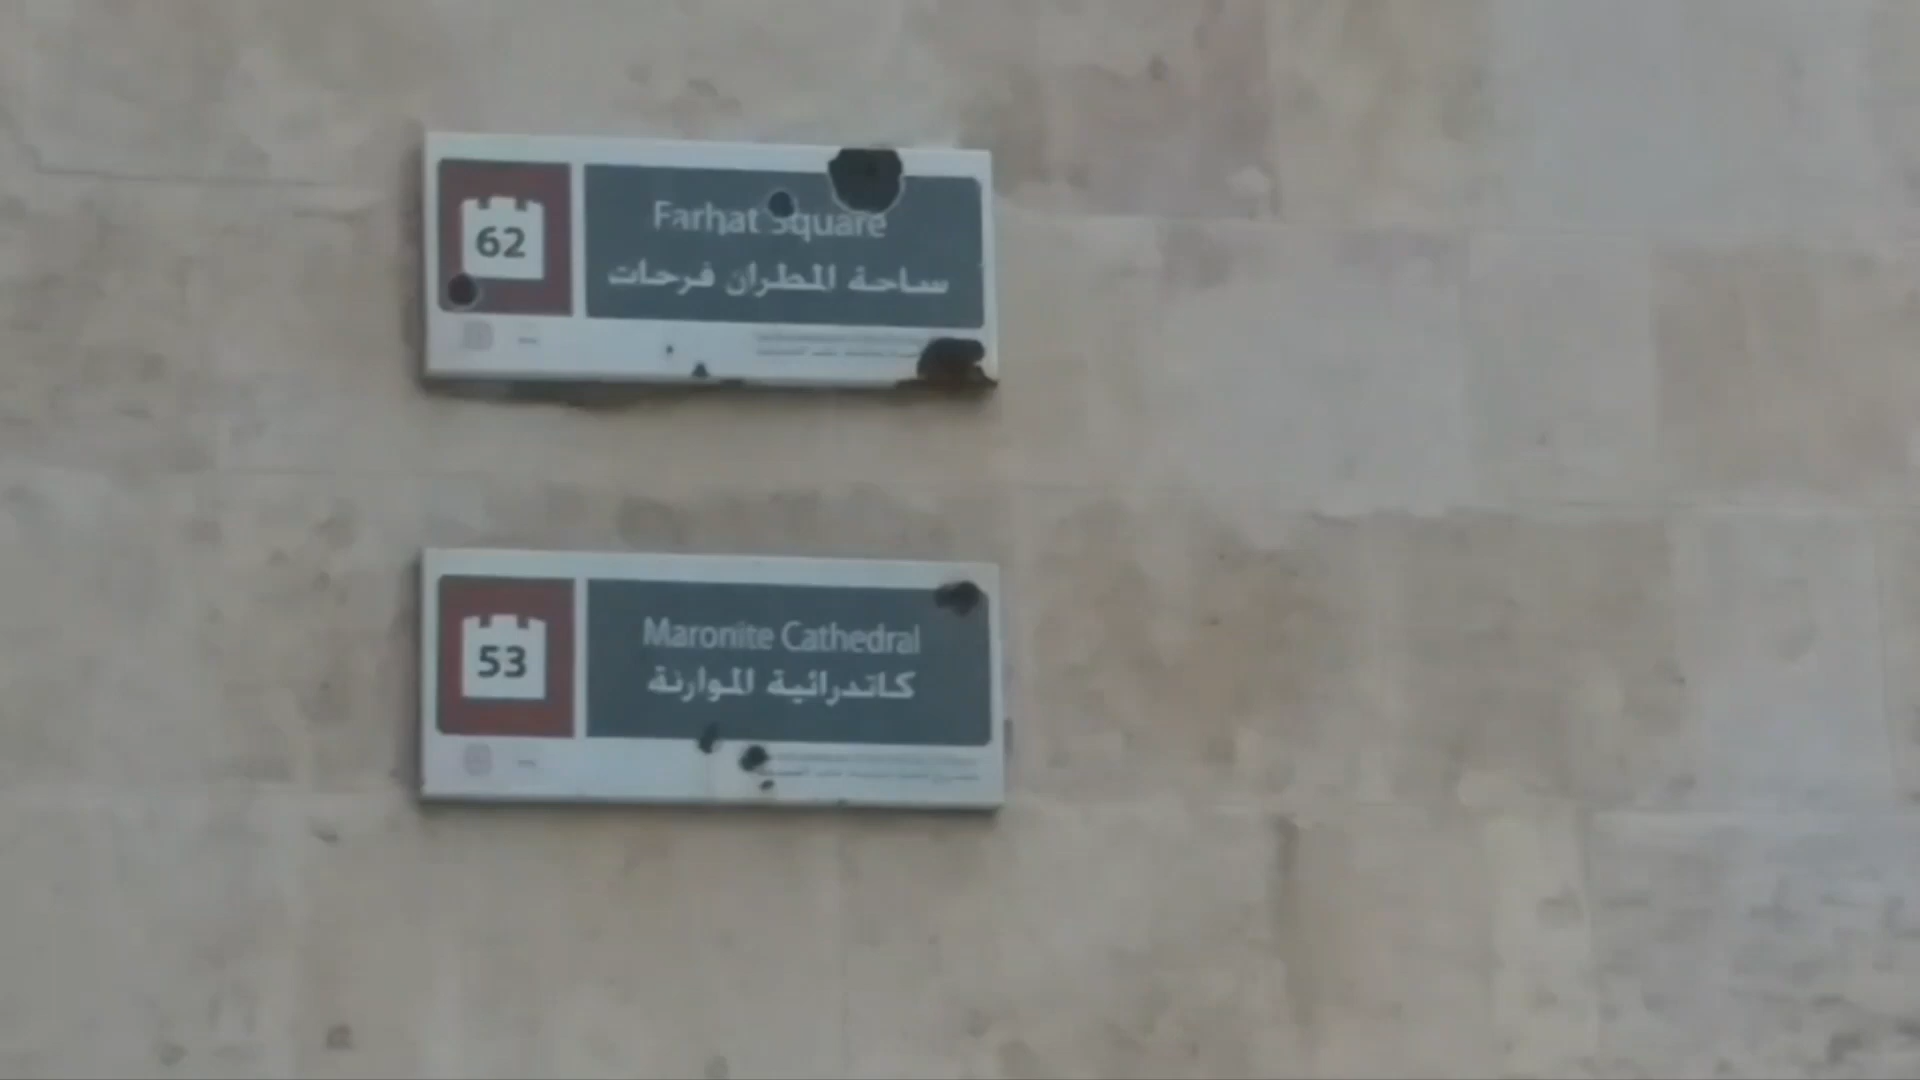 62
Farhat Square
ساحة المطران فرحات
53
Maronite Cathedral
كاتدرائية الموارنة